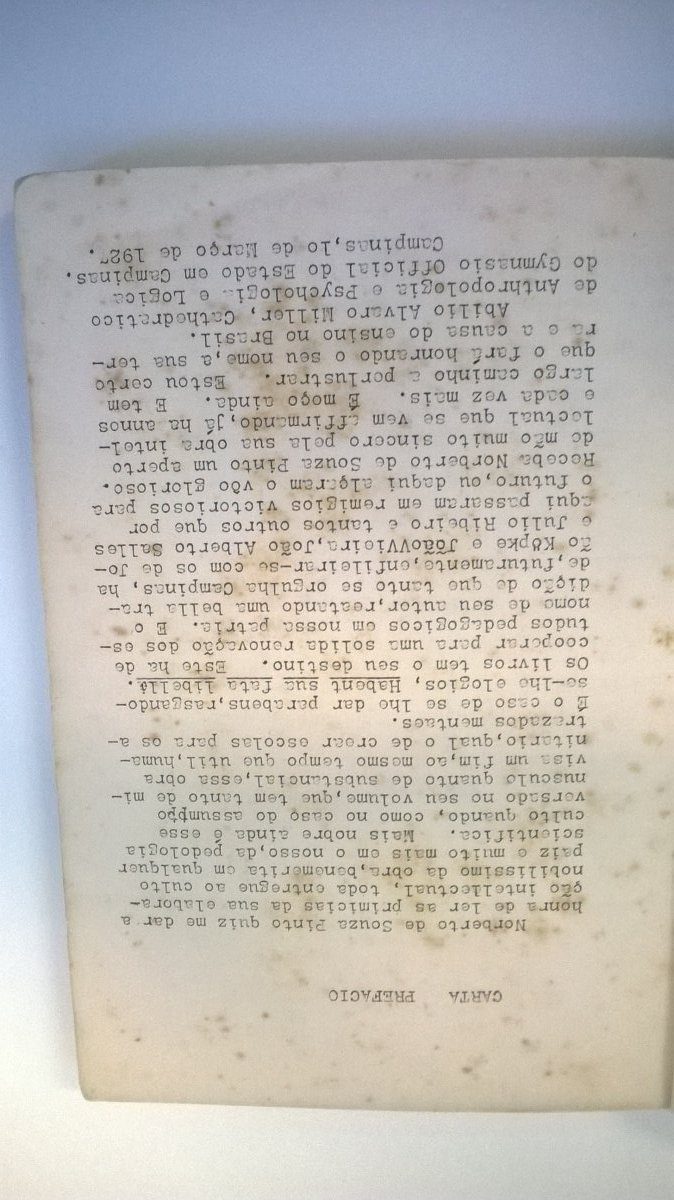 CARTA PREFACIO
Norberto de Souza Pinto quiz me dar a
honra de ler as primicias da sua elabora-
ção intellectual, toda entregue ao culto
nobilissimo da obra,benemerita em qualquer
paiz e muito mais em o nosso,da pedologia
scientifica. Mais nobre ainda é esse
culto quando, como no caso do assumppo
versado no seu volume,que tem tanto de mi-
nusculo quanto de substancial,essa obra
visa um fim,ao mesmo tempo que util,huma-
nitario,qual o de crear escolas para os a-
trazados mentaes.
É o caso de se lhe dar parabens,rasgando-
se-lhe elogios, Habent sua fata libellä.
Os livros tem o seu destino. Este ha de
cooperar para uma solida renovação dos es-
tudos pedagogicos em nossa patria. E o
nome de seu autor,reatando uma bella tra-
dição de que tanto se orgulha Campinas, ha
de,futuramente,enfileirar-se com os de Jo-
ão Köpke e JõãoVVieira,João Alberto Salles
e Julio Ribeiro e tantos outros que por
aqui passaram em remigios victoriosos para
o futuro,ou daqui alçaram o vôo glorioso.
Receba Norberto de Souza Pinto um aperto
de mão muito sincero pela sua obra intel-
lectual que se vem affirmando,já ha annos
e cada vez mais. É moço ainda. E tem
largo caminho a perlustrar. Estou certo
que o fará honrando o seu nome,a sua ter-
ra e a causa do ensino no Brasil.
Abilio Alvaro Milller, Cathedratico
de Anthropologia e Psychologia e Logica
do Gymnasio Official do Estado em Campinas.
Campinas,1o de Março de 1927.